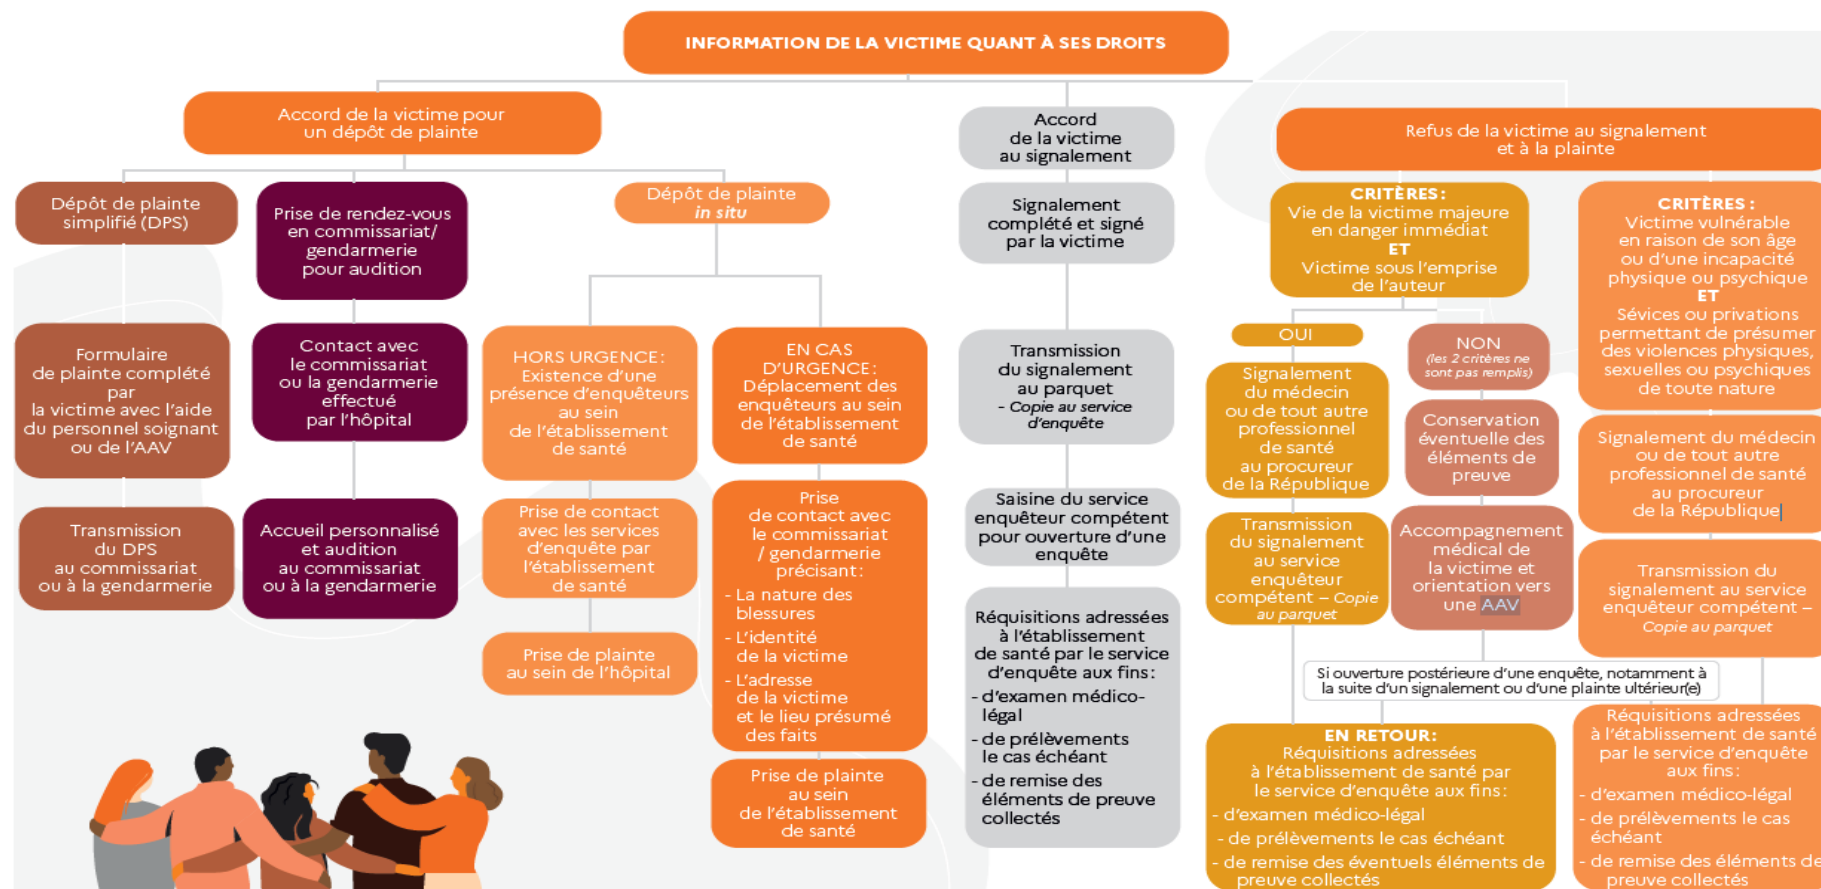 INFORMATION DE LA VICTIME QUANT À SES DROITS
Accord de la victime pour
un dépôt de plainte
Dépôt de plainte
simplifié (DPS)
Formulaire
de plainte complété
par
la victime avec l'aide
du personnel soignant
ou de l'AAV
Transmission
du DPS
au commissariat
ou à la gendarmerie
Prise de rendez-vous
en commissariat/
gendarmerie
pour audition
Contact avec
le commissariat
ou la gendarmerie
effectué
par l'hôpital
Accueil personnalisé
et audition
au commissariat
ou à la gendarmerie
Dépôt de plainte
in situ
HORS URGENCE :
Existence d'une
présence d'enquêteurs
au sein
de l'établissement
de santé
Prise de contact
avec les services
d'enquête par
l'établissement
de santé
Prise de plainte
au sein de l'hôpital
EN CAS
D'URGENCE :
Déplacement des
enquêteurs au sein
de l'établissement
de santé
Prise
de contact avec
le commissariat
/ gendarmerie
précisant :
- La nature des
blessures
- L'identité
de la victime
- L'adresse
de la victime
et le lieu présumé
des faits
Prise de plainte
au sein
de l'établissement
de santé
Accord
de la victime
au signalement
Signalement
complété et signé
par la victime
Transmission
du signalement
au parquet
- Copie au service
d'enquête
Saisine du service
enquêteur compétent
pour ouverture d'une
enquête
Réquisitions adressées
à l'établissement
de santé par le service
d'enquête aux fins :
- d'examen médico-
légal
- de prélèvements
le cas échéant
- de remise des
éléments de preuve
collectés
Refus de la victime au signalement
et à la plainte
CRITÈRES :
Vie de la victime majeure
en danger immédiat
ET
Victime sous l'emprise
de l'auteur
OUI
Signalement
du médecin
ou de tout autre
professionnel
de santé
au procureur
de la République
Transmission
du signalement
au service
enquêteur
compétent – Copie
au parquet
NON
(les 2 critères ne
sont pas remplis)
Conservation
éventuelle des
éléments de
preuve
Accompagnement
médical de
la victime et
orientation vers
une AAV
Si ouverture postérieure d'une enquête, notamment à
la suite d'un signalement ou d'une plainte ultérieur(e)
EN RETOUR :
Réquisitions adressées
à l'établissement de santé par
le service d'enquête aux fins :
- d'examen médico-légal
- de prélèvements le cas échéant
- de remise des éventuels éléments de
preuve collectés
CRITÈRES :
Victime vulnérable
en raison de son âge
ou d'une incapacité
physique ou psychique
ET
Sévices ou privations
permettant de présumer
des violences physiques,
sexuelles ou psychiques
de toute nature
Signalement du médecin
ou de tout autre
professionnel de santé
au procureur
de la République
Transmission du
signalement au service
enquêteur compétent –
Copie au parquet
Réquisitions adressées
à l'établissement de santé
par le service d'enquête
aux fins :
- d'examen médico-légal
- de prélèvements le cas
échéant
- de remise des éléments de
preuve collectés